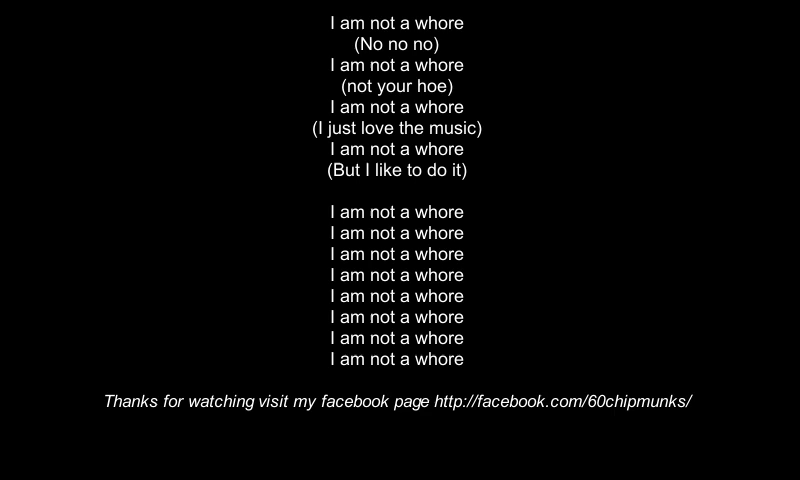 I am not a whore
(No no no)
I am not a whore
(not your hoe)
I am not a whore
(I just love the music)
I am not a whore
(But I like to do it)
I am not a whore
I am not a whore
I am not a whore
I am not a whore
I am not a whore
I am not a whore
I am not a whore
I am not a whore
Thanks for watching visit my facebook page http://facebook.com/60chipmunks/